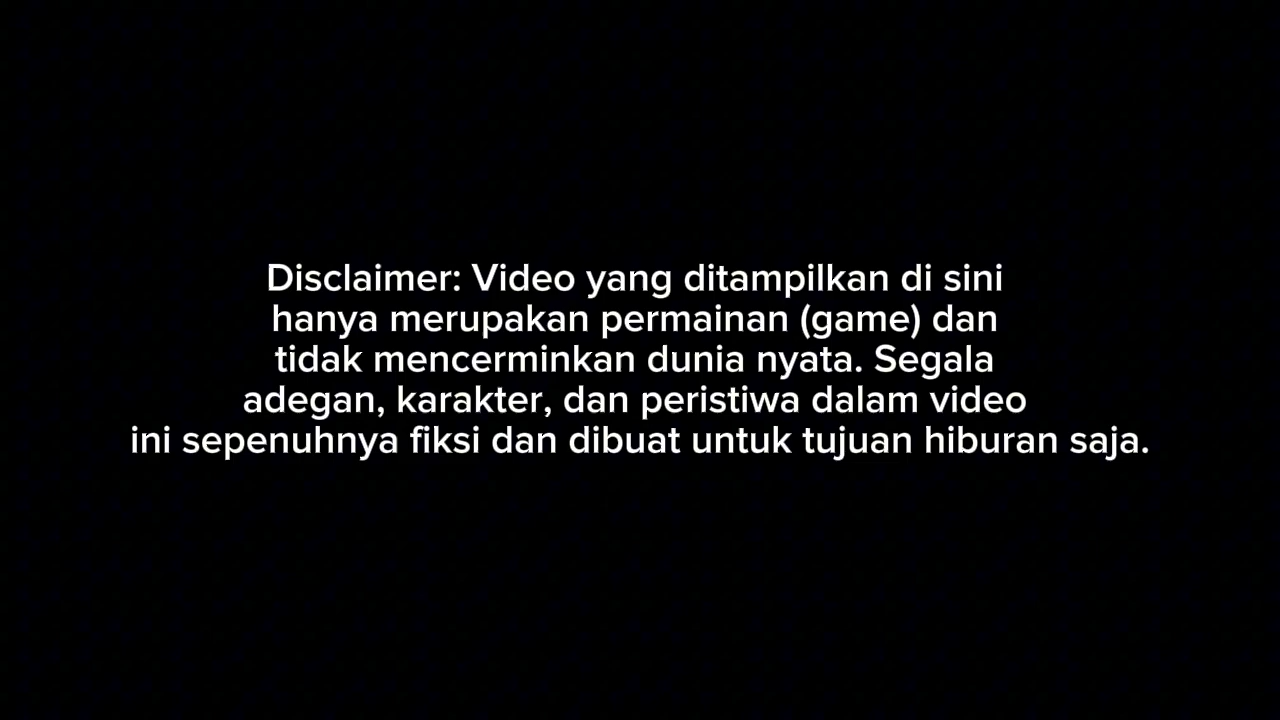 Disclaimer: Video yang ditampilkan di sini
hanya merupakan permainan (game) dan
tidak mencerminkan dunia nyata. Segala
adegan, karakter, dan peristiwa dalam video
ini sepenuhnya fiksi dan dibuat untuk tujuan hiburan saja.